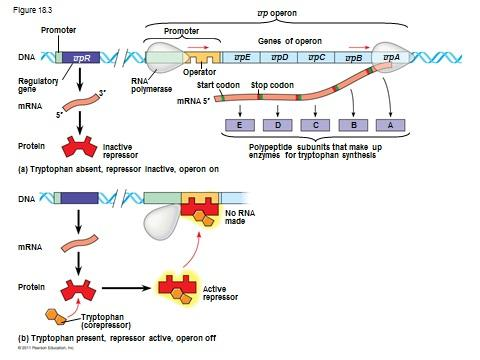 Figure 18.3
trp operon
Promoter
Promoter
Genes of operon
DNA
trpR
trpE
trpD
trpC
trpB
trpA
Regulatory
gene
RNA
polymerase
Operator
Start codon
Stop codon
mRNA
3′
5′
mRNA 5′
E
D
C
B
A
Protein
Inactive
repressor
Polypeptide subunits that make up
enzymes for tryptophan synthesis
(a) Tryptophan absent, repressor inactive, operon on
DNA
No RNA
made
mRNA
Protein
Active
repressor
Tryptophan
(corepressor)
(b) Tryptophan present, repressor active, operon off
© 2011 Pearson Education, Inc.